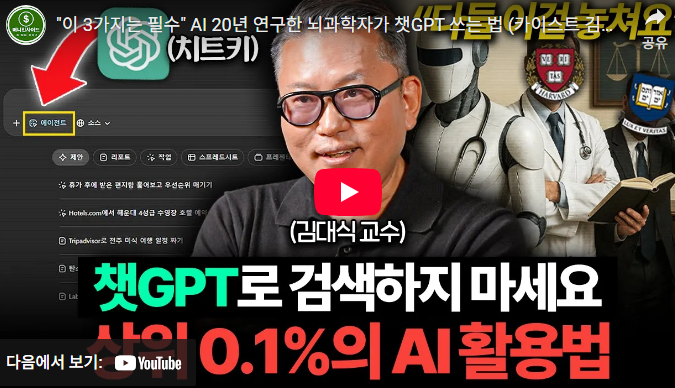 "이 3가지는 필수" AI 20년 연구한 뇌과학자가 챗GPT 쓰는 법 (카이스트 김...
공유
(치트키)
에이전트
소스
제안
리포트
작업
스프레드시트
휴가 후에 받은 편지함 훑어보고 우선순위 매기기
Hotels.com에서 해운대 4성급 수영장 호텔
Tripadvisor로 전주 미식 여행 일정 짜기
HARVARD
(김대식 교수)
챗GPT로 검색하지 마세요
상위 0.1%의 AI 활용법
다음에서 보기: YouTube